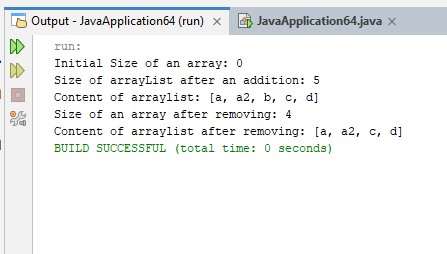 Output - JavaApplication64 (run) × JavaApplication64.java ×
run:
Initial Size of an array: 0
Size of arrayList after an addition: 5
Content of arraylist: [a, a2, b, c, d]
Size of an array after removing: 4
Content of arraylist after removing: [a, a2, c, d]
BUILD SUCCESSFUL (total time: 0 seconds)